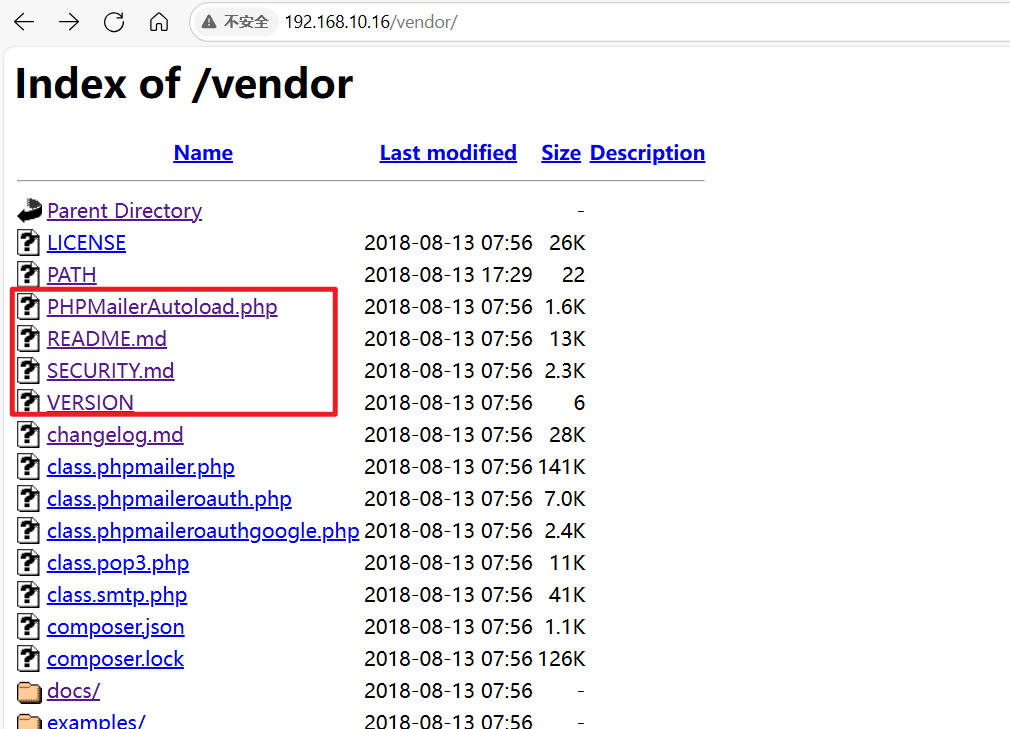 不安全 192.168.10.16/vendor/
Index of /vendor
Name Last modified Size Description
Parent Directory -
LICENSE 2018-08-13 07:56 26K
PATH 2018-08-13 17:29 22
PHPMailerAutoload.php 2018-08-13 07:56 1.6K
README.md 2018-08-13 07:56 13K
SECURITY.md 2018-08-13 07:56 2.3K
VERSION 2018-08-13 07:56 6
changelog.md 2018-08-13 07:56 28K
class.phpmailer.php 2018-08-13 07:56 141K
class.phpmaileroauth.php 2018-08-13 07:56 7.0K
class.phpmaileroauthgoogle.php 2018-08-13 07:56 2.4K
class.pop3.php 2018-08-13 07:56 11K
class.smtp.php 2018-08-13 07:56 41K
composer.json 2018-08-13 07:56 1.1K
composer.lock 2018-08-13 07:56 126K
docs/ 2018-08-13 07:56 -
examples/ 2018-08-13 07:56 -